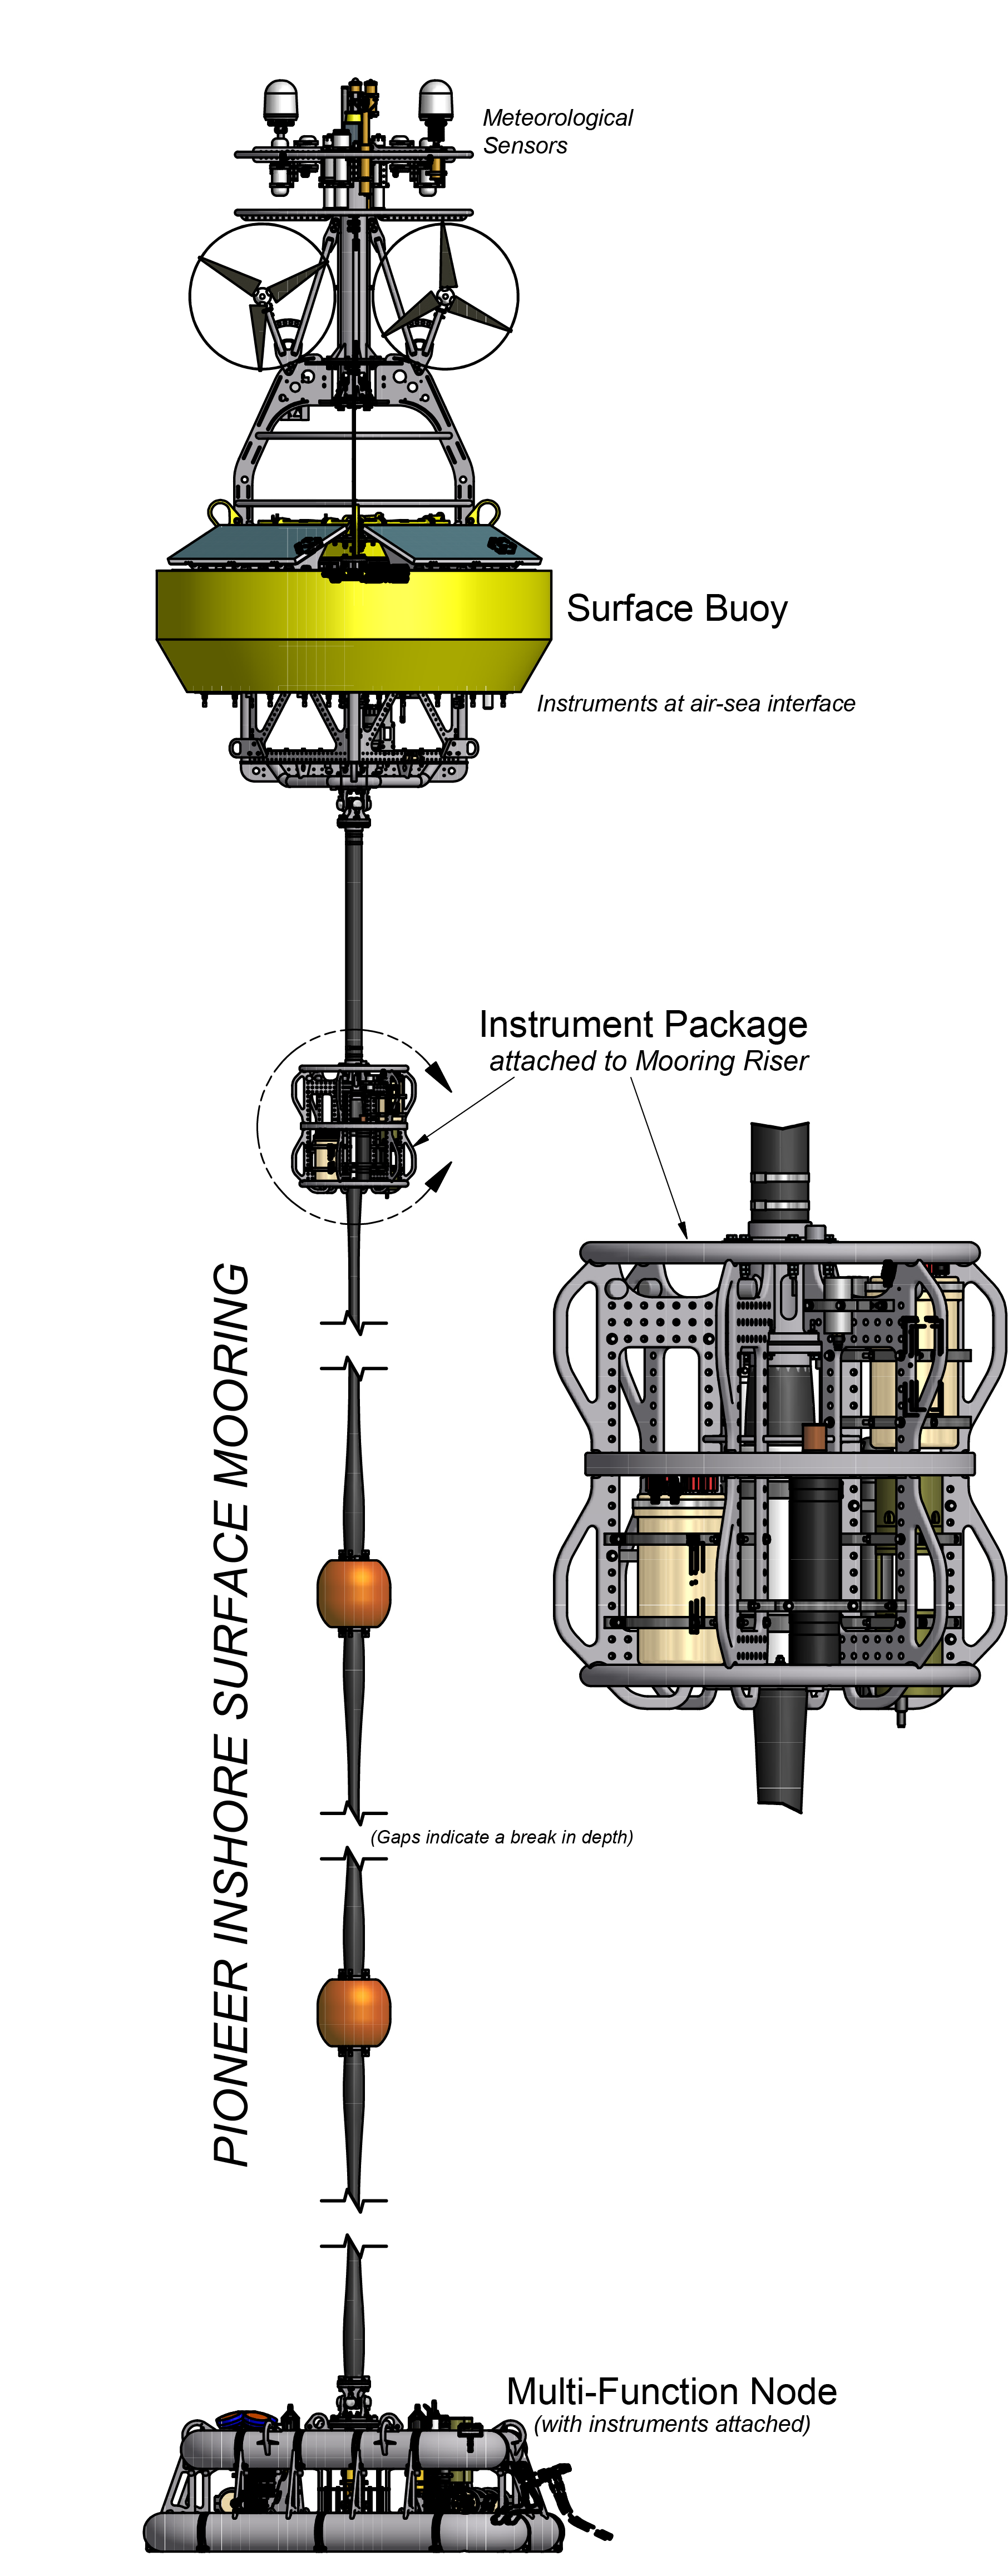 Meteorological
Sensors
Surface Buoy
Instruments at air-sea interface
Instrument Package
attached to Mooring Riser
PIONEER INSHORE SURFACE MOORING
(Gaps indicate a break in depth)
Multi-Function Node
(with instruments attached)